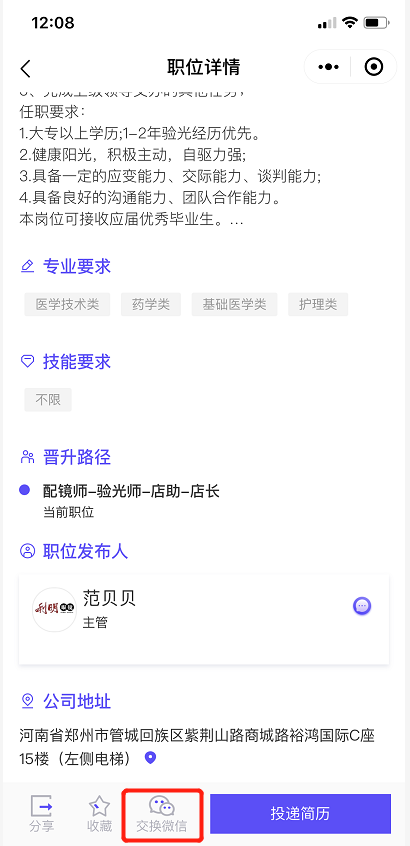 12:08
职位详情
任职要求:
1.大专以上学历;1-2年验光经历优先。
2.健康阳光，积极主动，自驱力强;
3.具备一定的应变能力、交际能力、谈判能力;
4.具备良好的沟通能力、团队合作能力。
本岗位可接收应届优秀毕业生。...
专业要求
医学技术类 药学类 基础医学类 护理类
技能要求
不限
晋升路径
配镜师–验光师–店助–店长
当前职位
职位发布人
利明
范贝贝
主管
公司地址
河南省郑州市管城回族区紫荆山路商城路裕鸿国际C座
15楼（左侧电梯）
分享 收藏 交换微信 投递简历